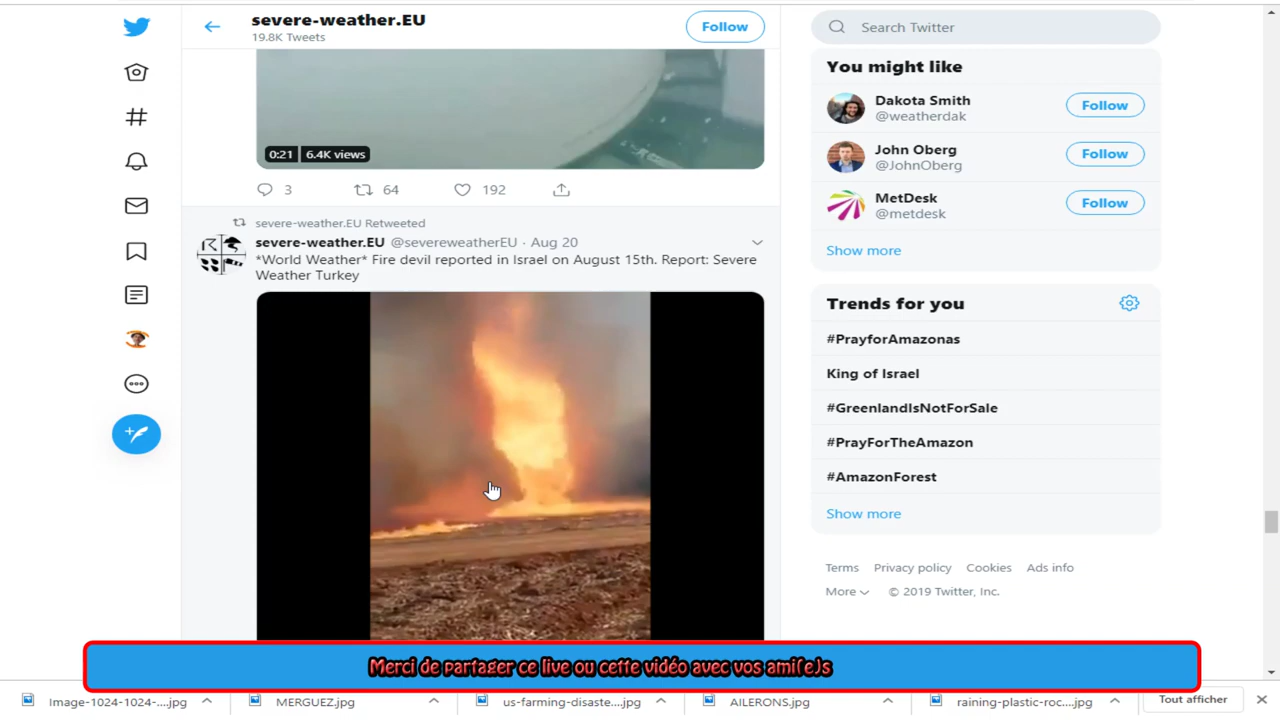 severe-weather.EU
19.8K Tweets
Follow
Search Twitter
You might like
Dakota Smith
@weatherdak
Follow
John Oberg
@JohnOberg
Follow
MetDesk
@metdesk
Follow
Show more
0:21 6.4K views
3 64 192
severe-weather.EU Retweeted
severe-weather.EU @severeweatherEU · Aug 20
*World Weather* Fire devil reported in Israel on August 15th. Report: Severe
Weather Turkey
Trends for you
#PrayforAmazonas
King of Israel
#GreenlandIsNotForSale
#PrayForTheAmazon
#AmazonForest
Show more
Terms Privacy policy Cookies Ads info
More © 2019 Twitter, Inc.
Merci de partager ce live ou cette vidéo avec vos ami(e)s
Image-1024-1024-....jpg
MERGUEZ.jpg
us-farming-disaste....jpg
AILERONS.jpg
raining-plastic-roc....jpg
Tout afficher